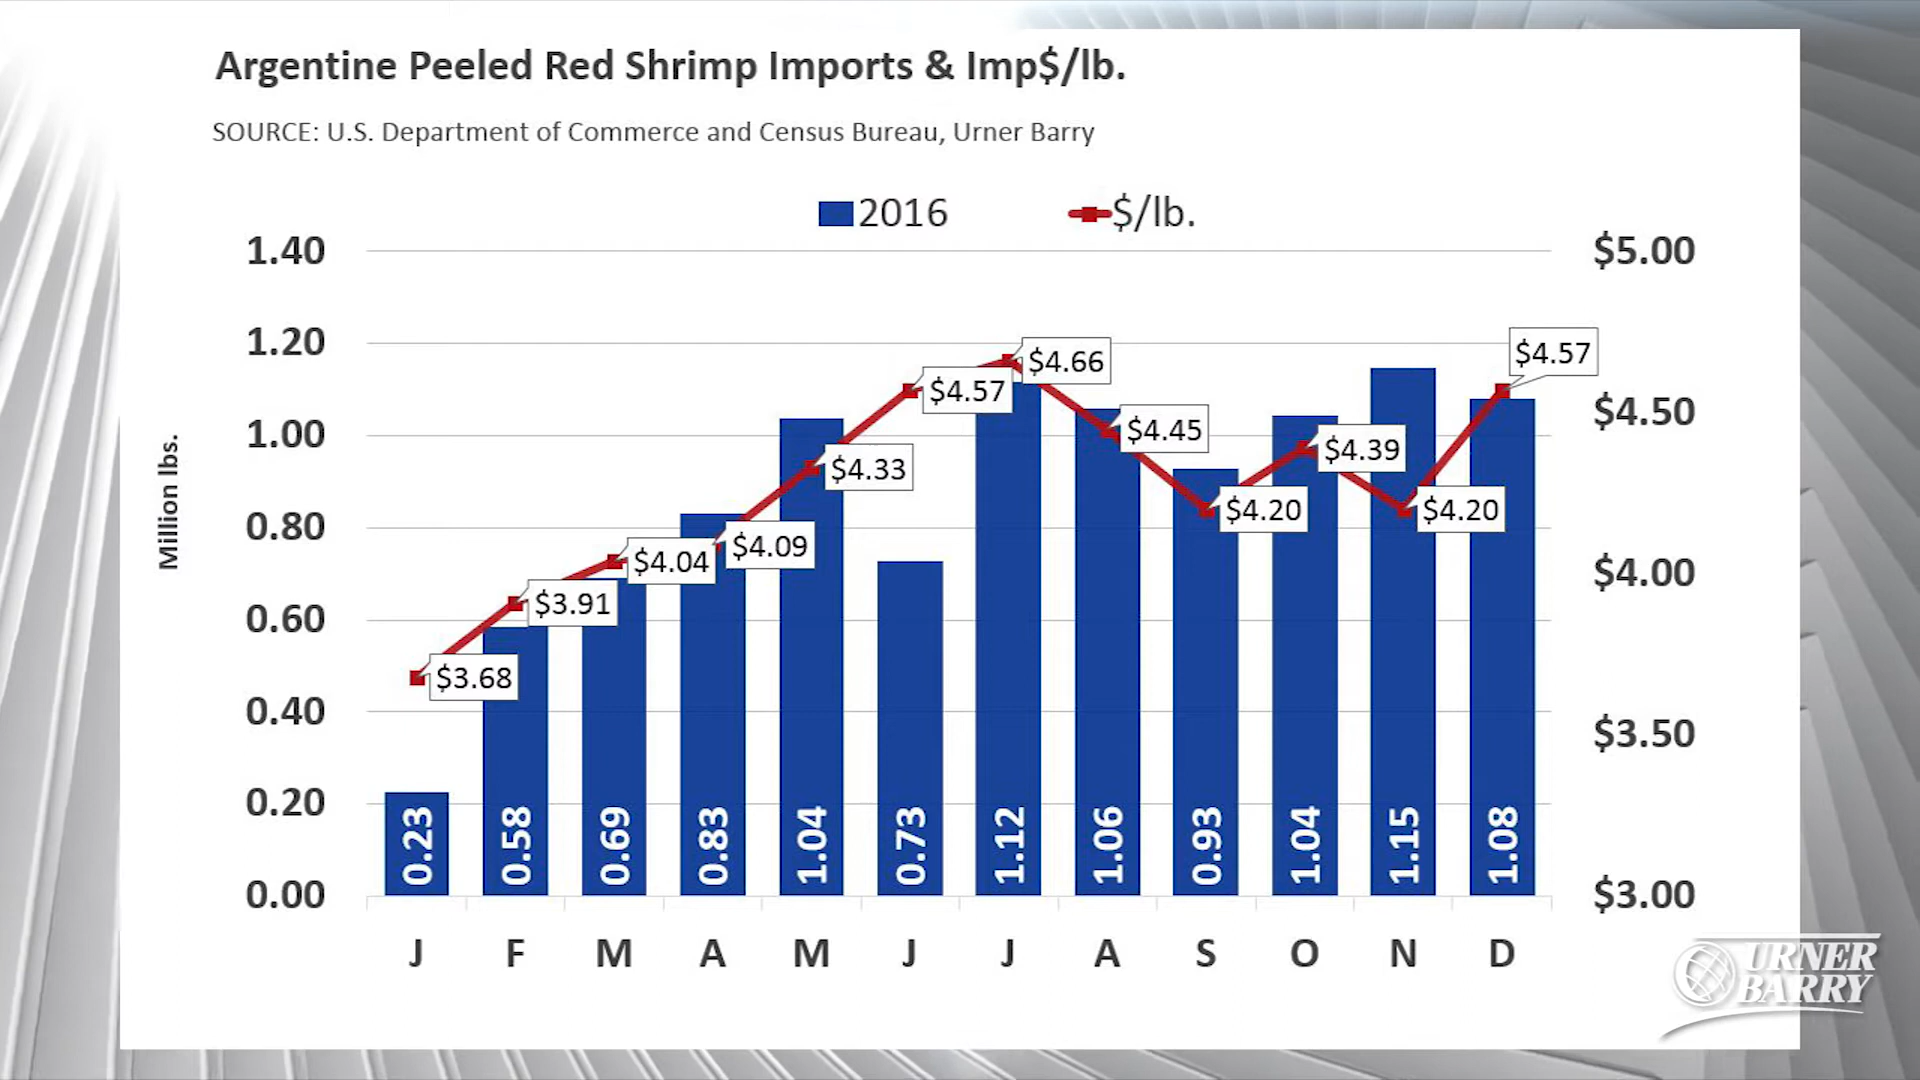 Argentine Peeled Red Shrimp Imports & Imp$/lb.
SOURCE: U.S. Department of Commerce and Census Bureau, Urner Barry
2016 $/lb.
1.40 $5.00
1.20
1.00 $4.50
0.80
0.60 $4.00
0.40 $3.50
0.20
0.00 $3.00
Million lbs.
$3.68 $3.91 $4.04 $4.09 $4.33 $4.57 $4.66 $4.45 $4.20 $4.39 $4.20 $4.57
0.23 0.58 0.69 0.83 1.04 0.73 1.12 1.06 0.93 1.04 1.15 1.08
J F M A M J J A S O N D
URNER
BARRY